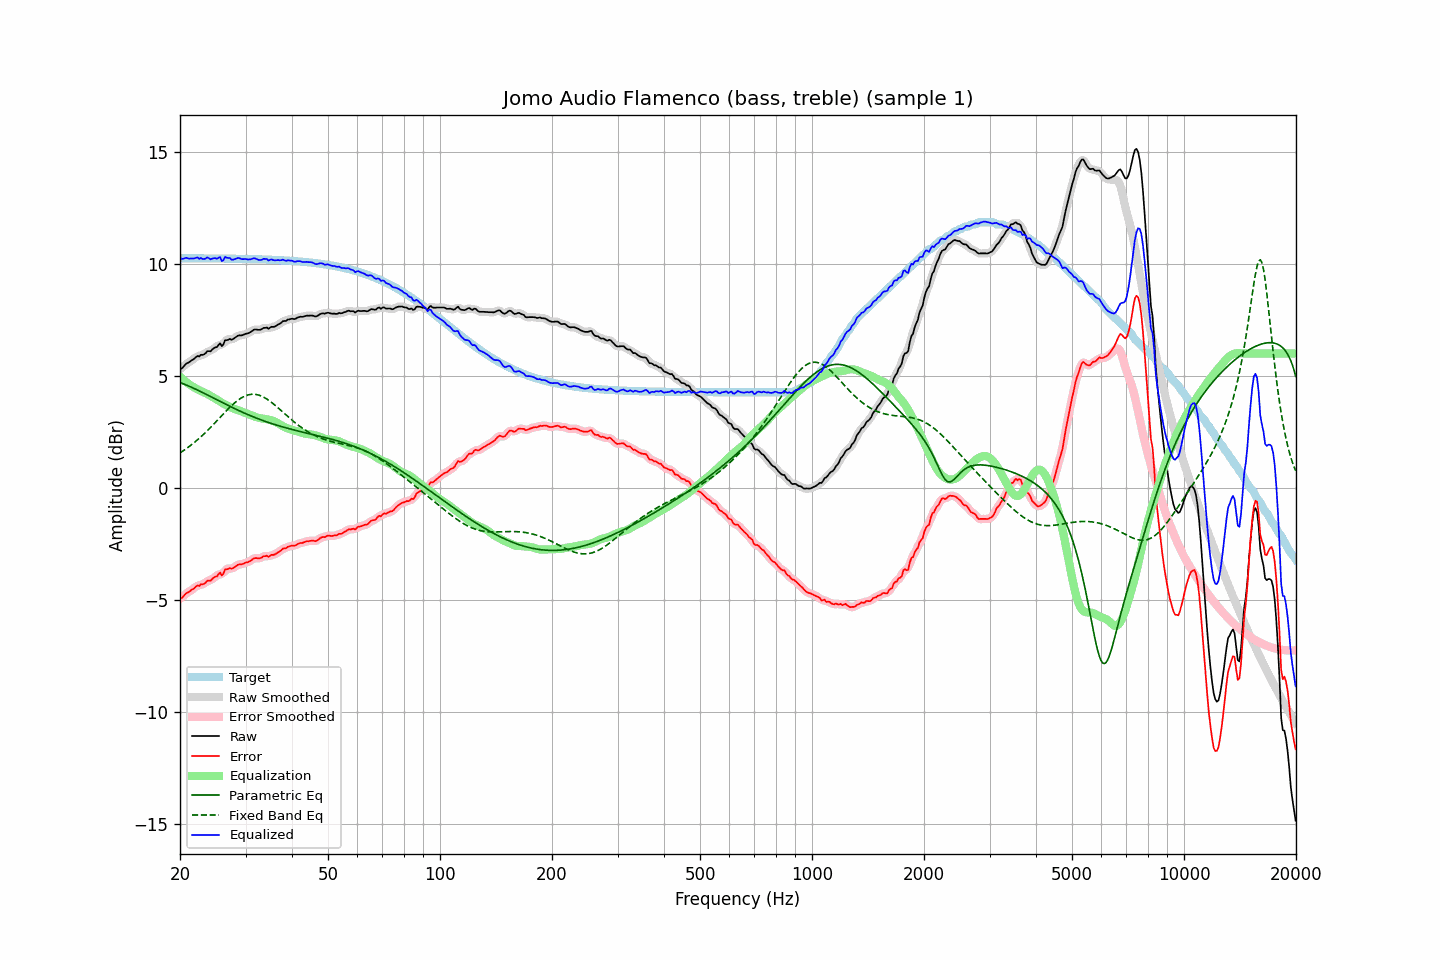 Jomo Audio Flamenco (bass, treble) (sample 1)
15
10
5
0
−5
−10
−15
Amplitude (dBr)
Target
Raw Smoothed
Error Smoothed
Raw
Error
Equalization
Parametric Eq
Fixed Band Eq
Equalized
20 50 100 200 500 1000 2000 5000 10000 20000
Frequency (Hz)